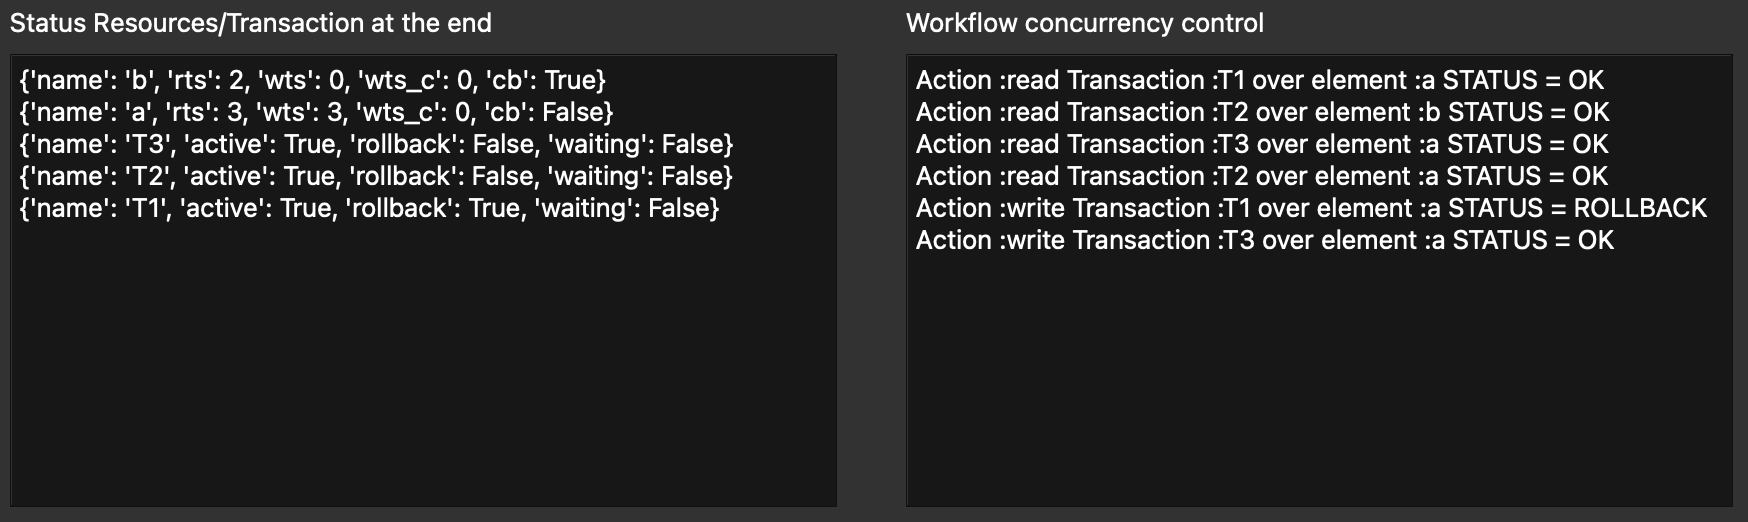 Status Resources/Transaction at the end
{'name': 'b', 'rts': 2, 'wts': 0, 'wts_c': 0, 'cb': True}
{'name': 'a', 'rts': 3, 'wts': 3, 'wts_c': 0, 'cb': False}
{'name': 'T3', 'active': True, 'rollback': False, 'waiting': False}
{'name': 'T2', 'active': True, 'rollback': False, 'waiting': False}
{'name': 'T1', 'active': True, 'rollback': True, 'waiting': False}
Workflow concurrency control
Action :read Transaction :T1 over element :a STATUS = OK
Action :read Transaction :T2 over element :b STATUS = OK
Action :read Transaction :T3 over element :a STATUS = OK
Action :read Transaction :T2 over element :a STATUS = OK
Action :write Transaction :T1 over element :a STATUS = ROLLBACK
Action :write Transaction :T3 over element :a STATUS = OK